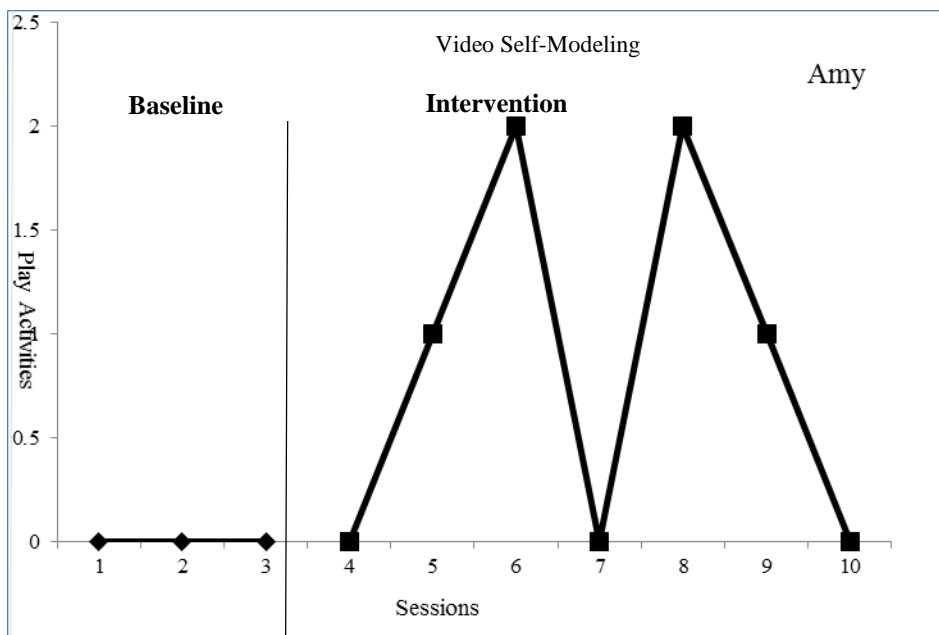 Video Self-Modeling
Amy
Baseline
Intervention
2.5
2
1.5
1
0.5
0
Play Activities
1 2 3 4 5 6 7 8 9 10
Sessions